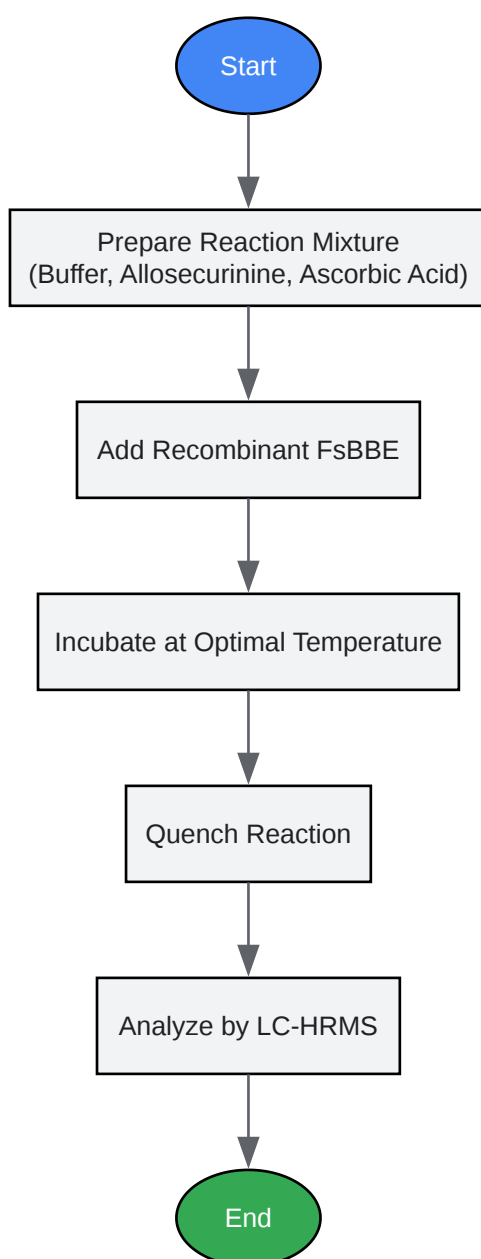 Start
Prepare Reaction Mixture
(Buffer, Allosecurinine, Ascorbic Acid)
Add Recombinant FsBBE
Incubate at Optimal Temperature
Quench Reaction
Analyze by LC-HRMS
End